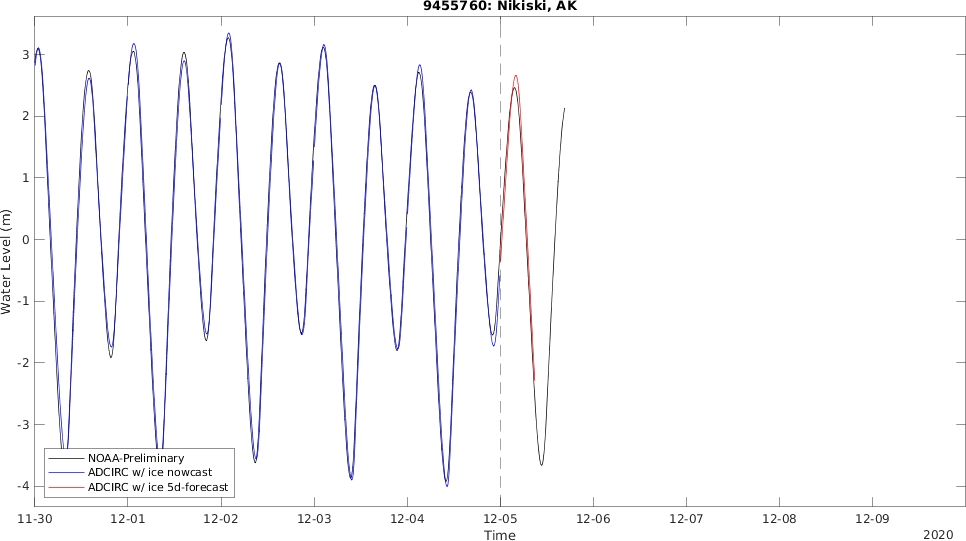 9455760: Nikiski, AK
Water Level (m)
3
2
1
0
-1
-2
-3
-4
NOAA-Preliminary
ADCIRC w/ ice nowcast
ADCIRC w/ ice 5d-forecast
11-30 12-01 12-02 12-03 12-04 12-05 12-06 12-07 12-08 12-09
Time
2020